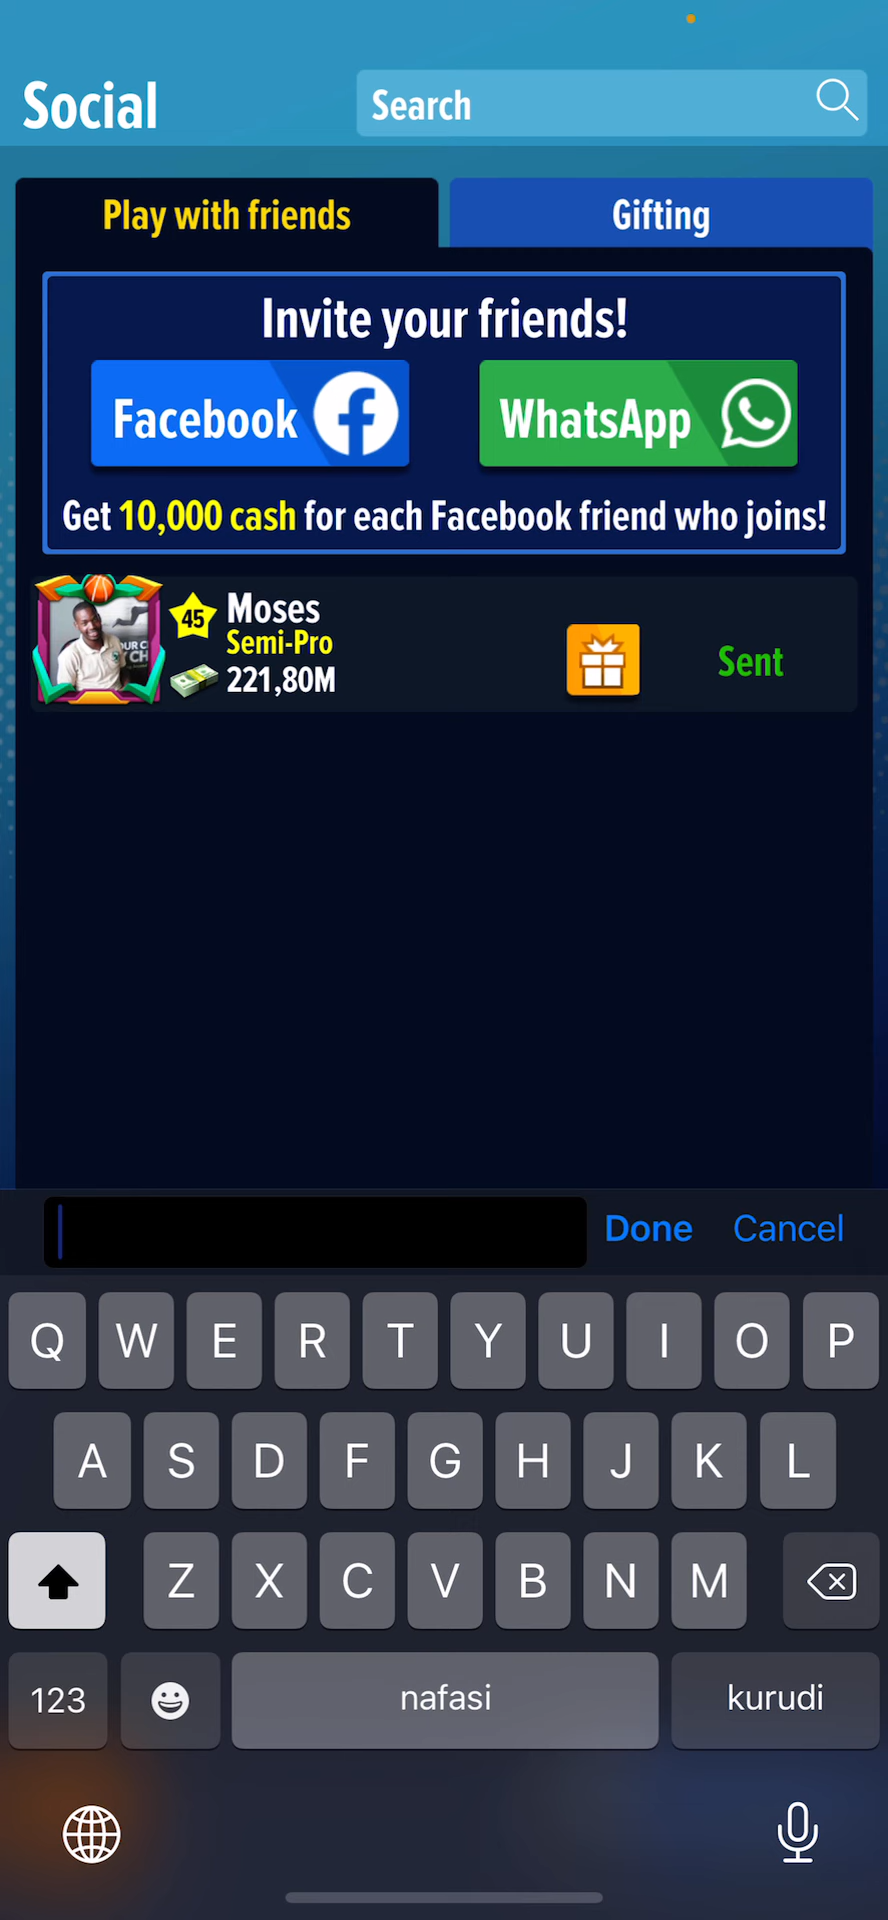 Social
Search
Play with friends
Gifting
Invite your friends!
Facebook
WhatsApp
Get 10,000 cash for each Facebook friend who joins!
45
Moses
Semi-Pro
221,80M
Sent
Done
Cancel
Q W E R T Y U I O P
A S D F G H J K L
Z X C V B N M
123
nafasi
kurudi